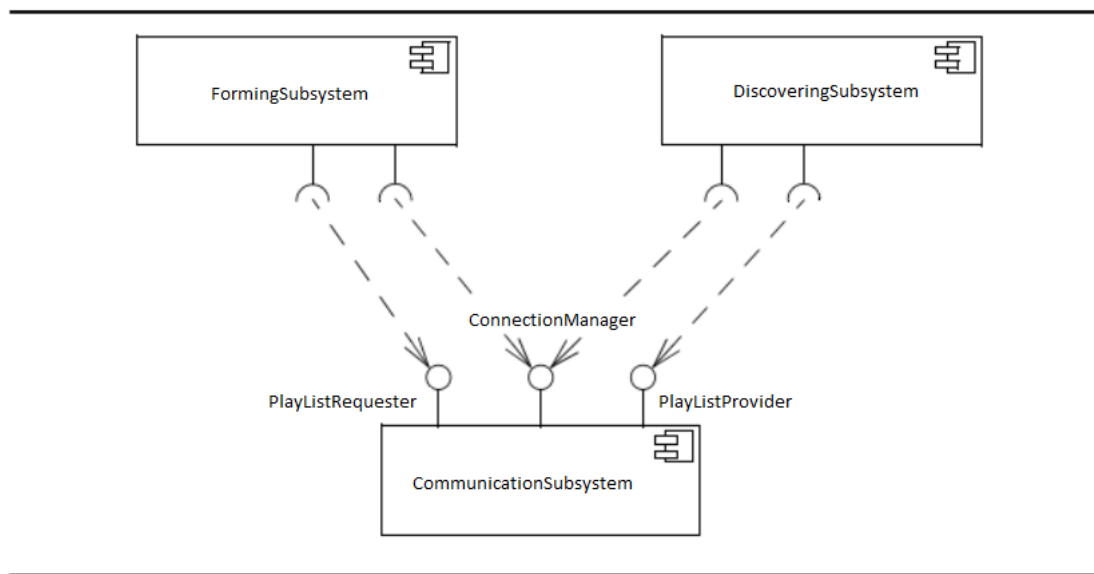 FormingSubsystem
DiscoveringSubsystem
ConnectionManager
PlayListRequester
PlayListProvider
CommunicationSubsystem